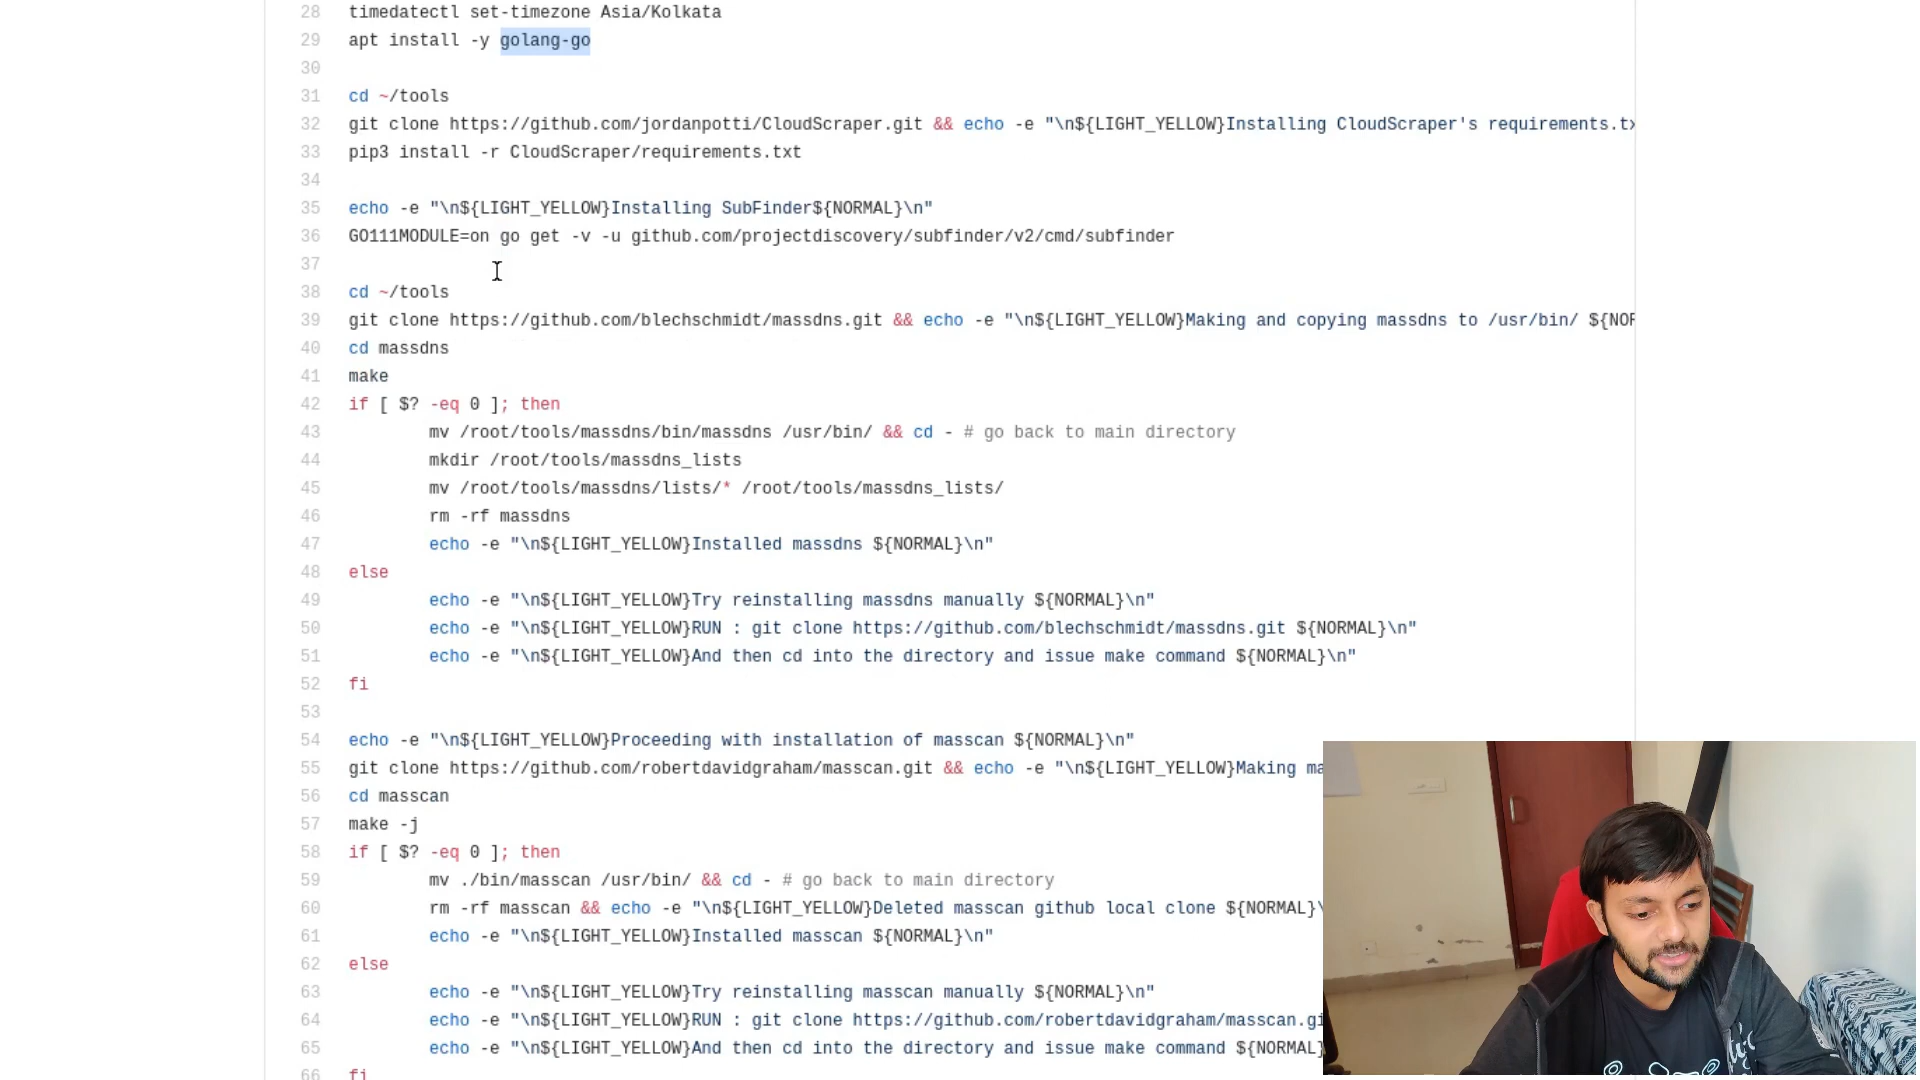 28 timedatectl set-timezone Asia/Kolkata
29 apt install -y golang-go
30
31 cd ~/tools
32 git clone https://github.com/jordanpotti/CloudScraper.git && echo -e "\n${LIGHT_YELLOW}Installing CloudScraper's requirements.tx
33 pip3 install -r CloudScraper/requirements.txt
34
35 echo -e "\n${LIGHT_YELLOW}Installing SubFinder${NORMAL}\n"
36 GO111MODULE=on go get -v -u github.com/projectdiscovery/subfinder/v2/cmd/subfinder
37
38 cd ~/tools
39 git clone https://github.com/blechschmidt/massdns.git && echo -e "\n${LIGHT_YELLOW}Making and copying massdns to /usr/bin/ ${NOR
40 cd massdns
41 make
42 if [ $? -eq 0 ]; then
43 mv /root/tools/massdns/bin/massdns /usr/bin/ && cd - # go back to main directory
44 mkdir /root/tools/massdns_lists
45 mv /root/tools/massdns/lists/* /root/tools/massdns_lists/
46 rm -rf massdns
47 echo -e "\n${LIGHT_YELLOW}Installed massdns ${NORMAL}\n"
48 else
49 echo -e "\n${LIGHT_YELLOW}Try reinstalling massdns manually ${NORMAL}\n"
50 echo -e "\n${LIGHT_YELLOW}RUN : git clone https://github.com/blechschmidt/massdns.git ${NORMAL}\n"
51 echo -e "\n${LIGHT_YELLOW}And then cd into the directory and issue make command ${NORMAL}\n"
52 fi
53
54 echo -e "\n${LIGHT_YELLOW}Proceeding with installation of masscan ${NORMAL}\n"
55 git clone https://github.com/robertdavidgraham/masscan.git && echo -e "\n${LIGHT_YELLOW}Making ma
56 cd masscan
57 make -j
58 if [ $? -eq 0 ]; then
59 mv ./bin/masscan /usr/bin/ && cd - # go back to main directory
60 rm -rf masscan && echo -e "\n${LIGHT_YELLOW}Deleted masscan github local clone ${NORMAL}\
61 echo -e "\n${LIGHT_YELLOW}Installed masscan ${NORMAL}\n"
62 else
63 echo -e "\n${LIGHT_YELLOW}Try reinstalling masscan manually ${NORMAL}\n"
64 echo -e "\n${LIGHT_YELLOW}RUN : git clone https://github.com/robertdavidgraham/masscan.gi
65 echo -e "\n${LIGHT_YELLOW}And then cd into the directory and issue make command ${NORMAL}
66 fi